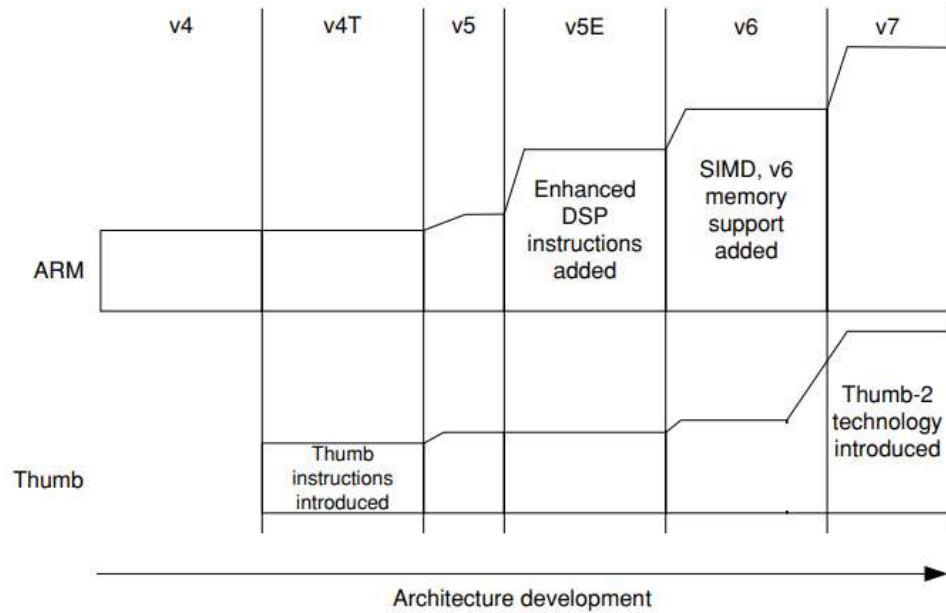 v4 v4T v5 v5E v6 v7
Enhanced
DSP
instructions
added
SIMD, v6
memory
support
added
ARM
Thumb-2
technology
introduced
Thumb
instructions
introduced
Thumb
Architecture development